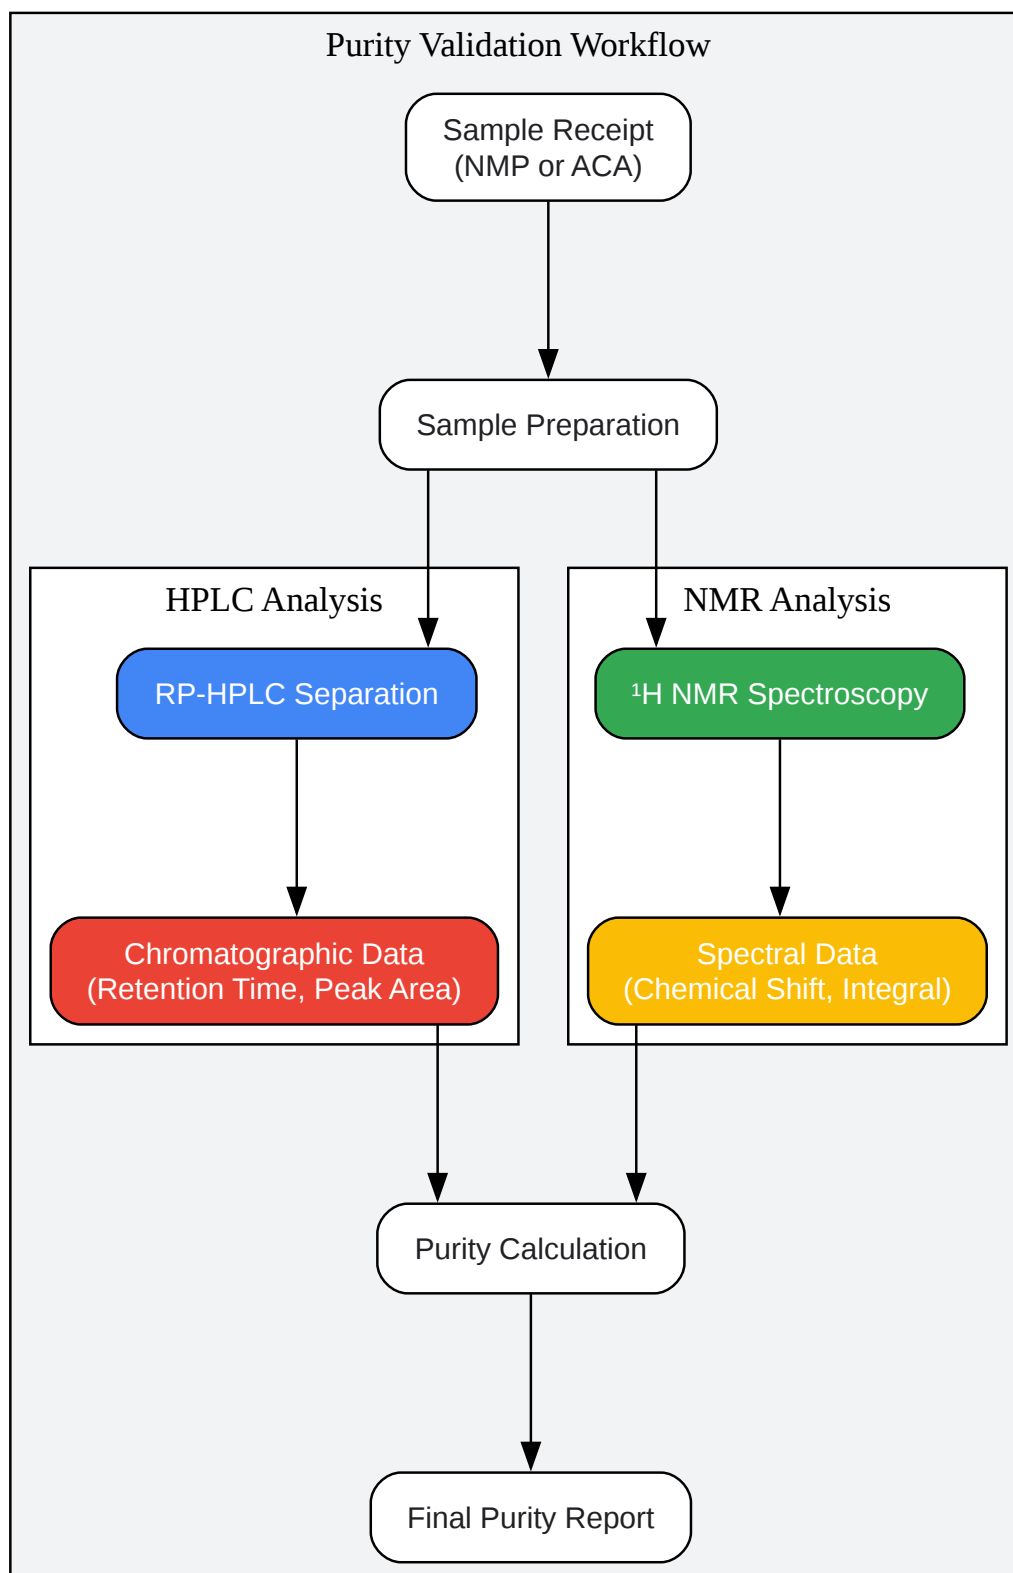 Purity Validation Workflow
Sample Receipt
(NMP or ACA)
Sample Preparation
HPLC Analysis
RP-HPLC Separation
Chromatographic Data
(Retention Time, Peak Area)
NMR Analysis
¹H NMR Spectroscopy
Spectral Data
(Chemical Shift, Integral)
Purity Calculation
Final Purity Report